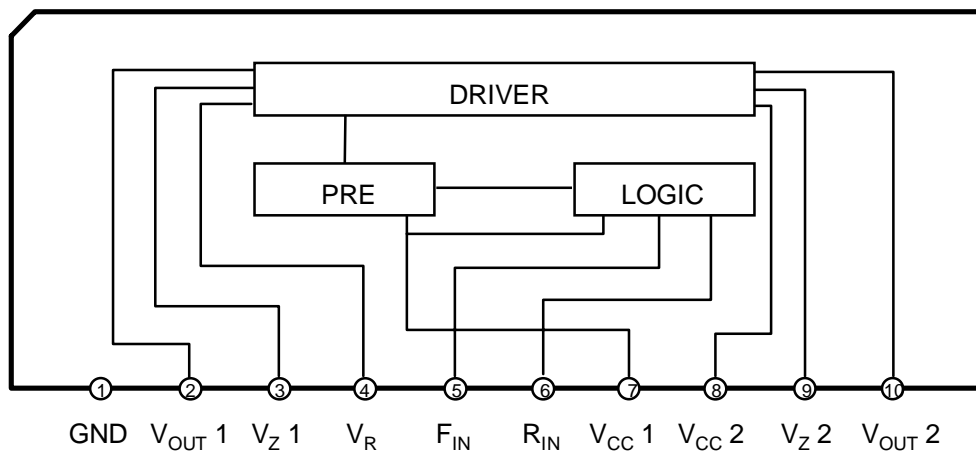 DRIVER
PRE LOGIC
1 2 3 4 5 6 7 8 9 10
GND V_OUT 1 V_Z 1 V_R F_IN R_IN V_CC 1 V_CC 2 V_Z 2 V_OUT 2